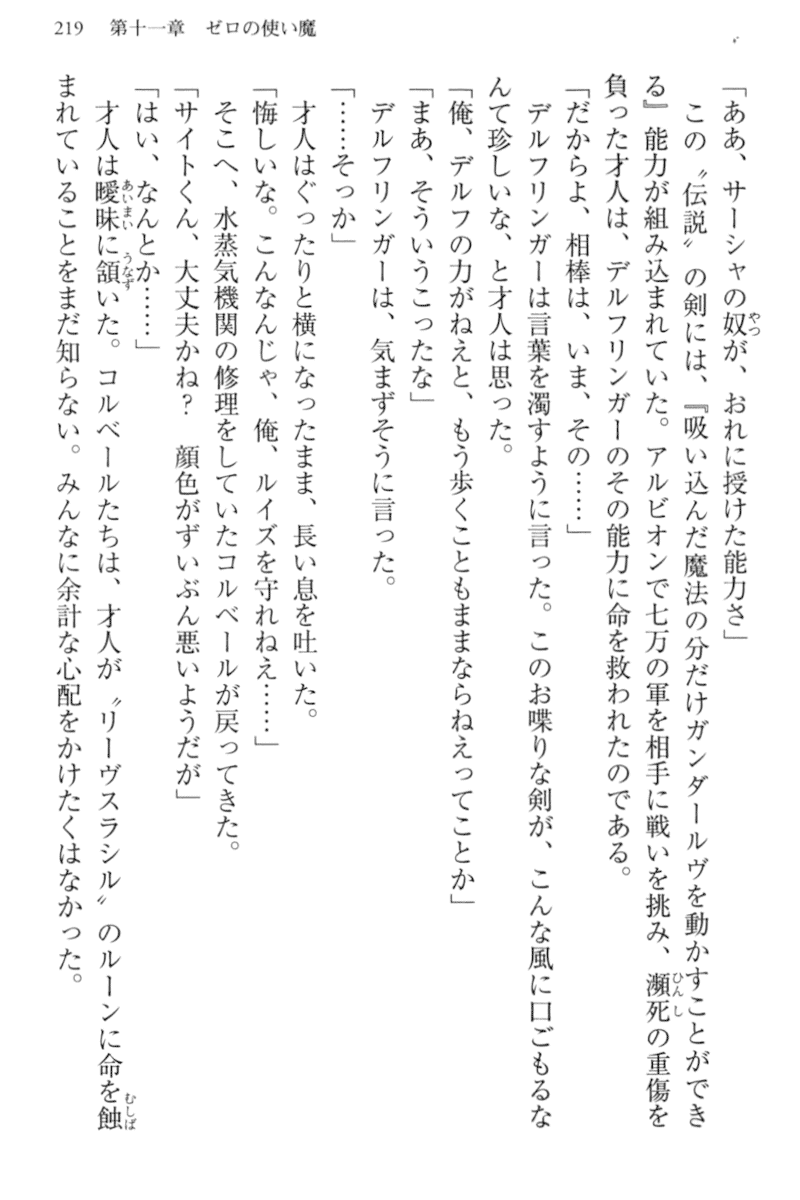 219　第十一章　ゼロの使い魔
「ああ、サーシャの奴が、おれに授けた能力さ」
　この〝伝説〟の剣には、『吸い込んだ魔法の分だけガンダールヴを動かすことができ
る』能力が組み込まれていた。アルビオンで七万の軍を相手に戦いを挑み、瀕死の重傷を
負った才人は、デルフリンガーのその能力に命を救われたのである。
「だからよ、相棒は、いま、その……」
　デルフリンガーは言葉を濁すように言った。このお喋りな剣が、こんな風に口ごもるな
んて珍しいな、と才人は思った。
「俺、デルフの力がねえと、もう歩くこともままならねえってことか」
「まあ、そういうこったな」
　デルフリンガーは、気まずそうに言った。
「……そっか」
　才人はぐったりと横になったまま、長い息を吐いた。
「悔しいな。こんなんじゃ、俺、ルイズを守れねえ……」
　そこへ、水蒸気機関の修理をしていたコルベールが戻ってきた。
「サイトくん、大丈夫かね？　顔色がずいぶん悪いようだが」
「はい、なんとか……」
　才人は曖昧に頷いた。コルベールたちは、才人が〝リーヴスラシル〟のルーンに命を蝕
まれていることをまだ知らない。みんなに余計な心配をかけたくはなかった。